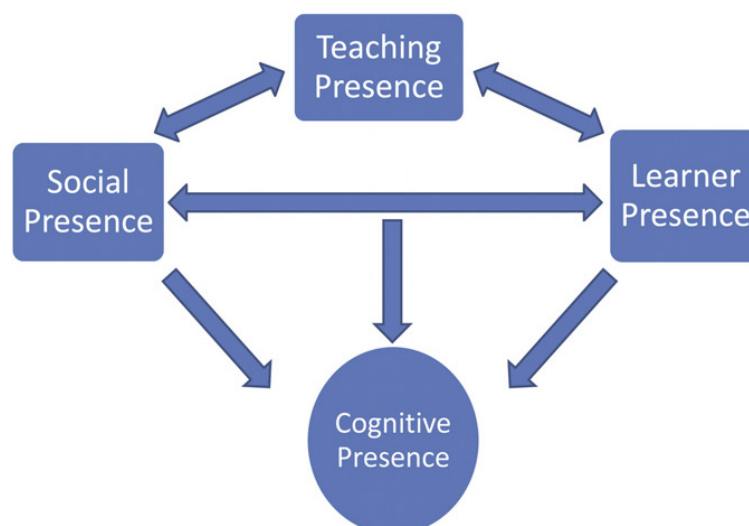 Teaching
Presence
Social
Presence
Learner
Presence
Cognitive
Presence